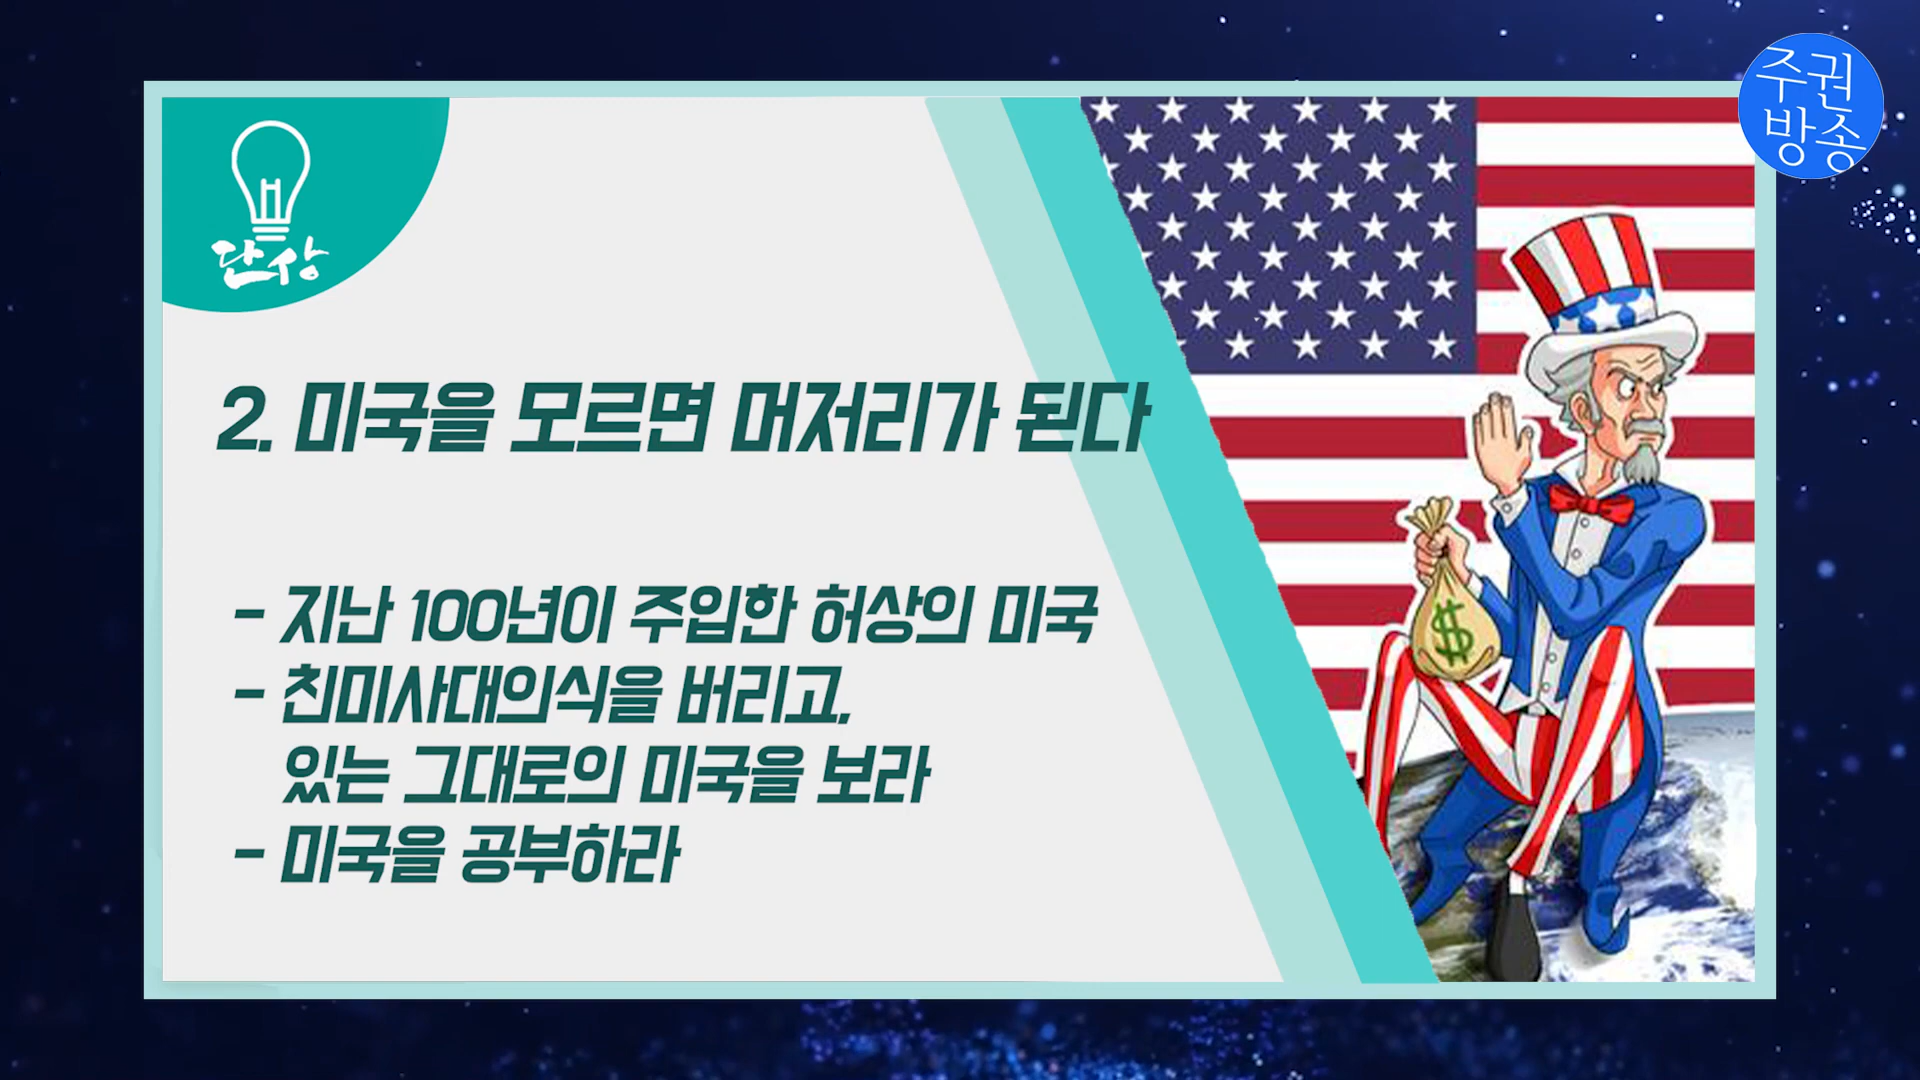 주권
방송
단상
2. 미국을 모르면 머저리가 된다
- 지난 100년이 주입한 허상의 미국
- 친미사대의식을 버리고,
있는 그대로의 미국을 보라
- 미국을 공부하라
$